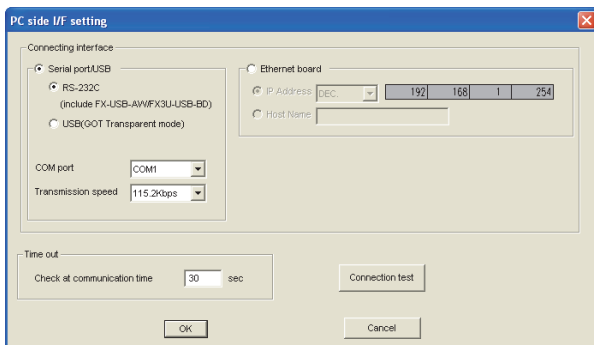 PC side I/F setting
Connecting interface
Serial port/USB
RS-232C
(include FX-USB-AW/FX3U-USB-BD)
USB(GOT Transparent mode)
COM port
COM1
Transmission speed
115.2Kbps
Ethernet board
IP Address
DEC.
192 168 1 254
Host Name
Time out
Check at communication time
30
sec
Connection test
OK
Cancel